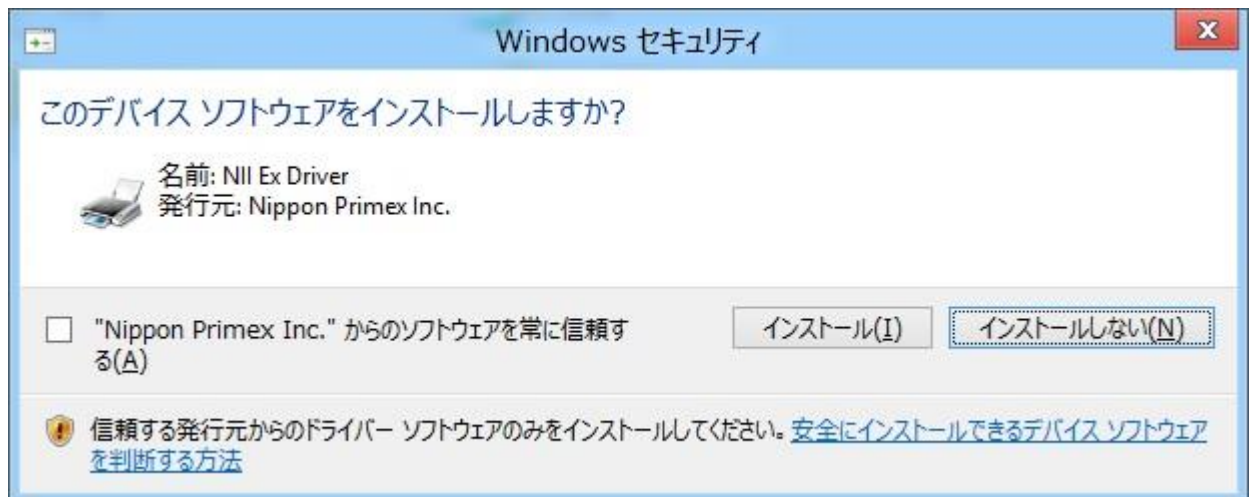 Windows セキュリティ
このデバイス ソフトウェアをインストールしますか?
名前: NII Ex Driver
発行元: Nippon Primex Inc.
"Nippon Primex Inc." からのソフトウェアを常に信頼す
る(A)
インストール(I)
インストールしない(N)
信頼する発行元からのドライバー ソフトウェアのみをインストールしてください。安全にインストールできるデバイス ソフトウェア
を判断する方法